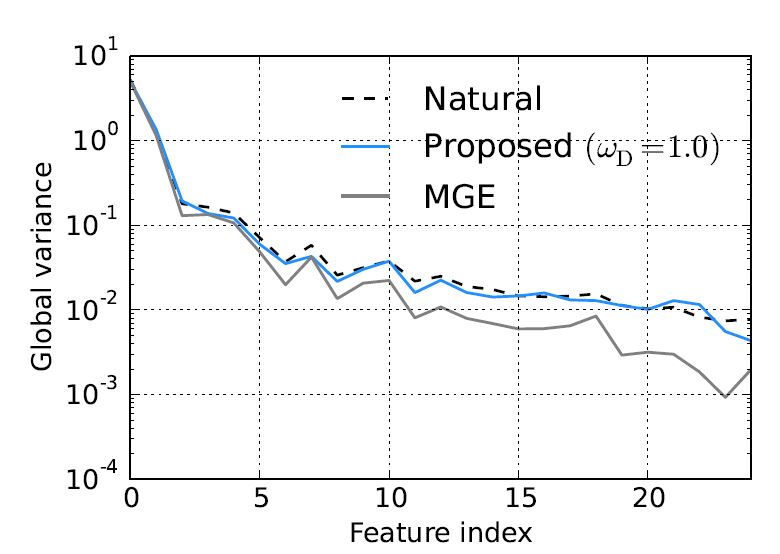 10^1
10^0
10^-1
10^-2
10^-3
10^-4
Global variance
Natural
Proposed (ω_D=1.0)
MGE
0 5 10 15 20
Feature index